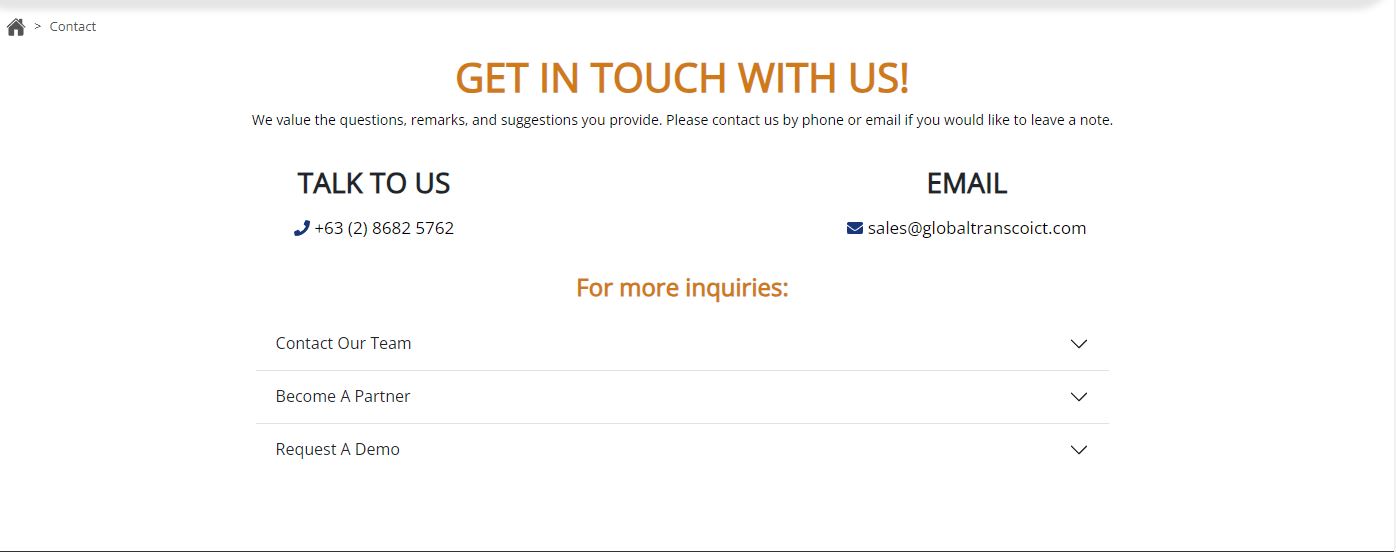 > Contact
GET IN TOUCH WITH US!
We value the questions, remarks, and suggestions you provide. Please contact us by phone or email if you would like to leave a note.
TALK TO US
+63 (2) 8682 5762
EMAIL
sales@globaltranscoict.com
For more inquiries:
Contact Our Team
Become A Partner
Request A Demo